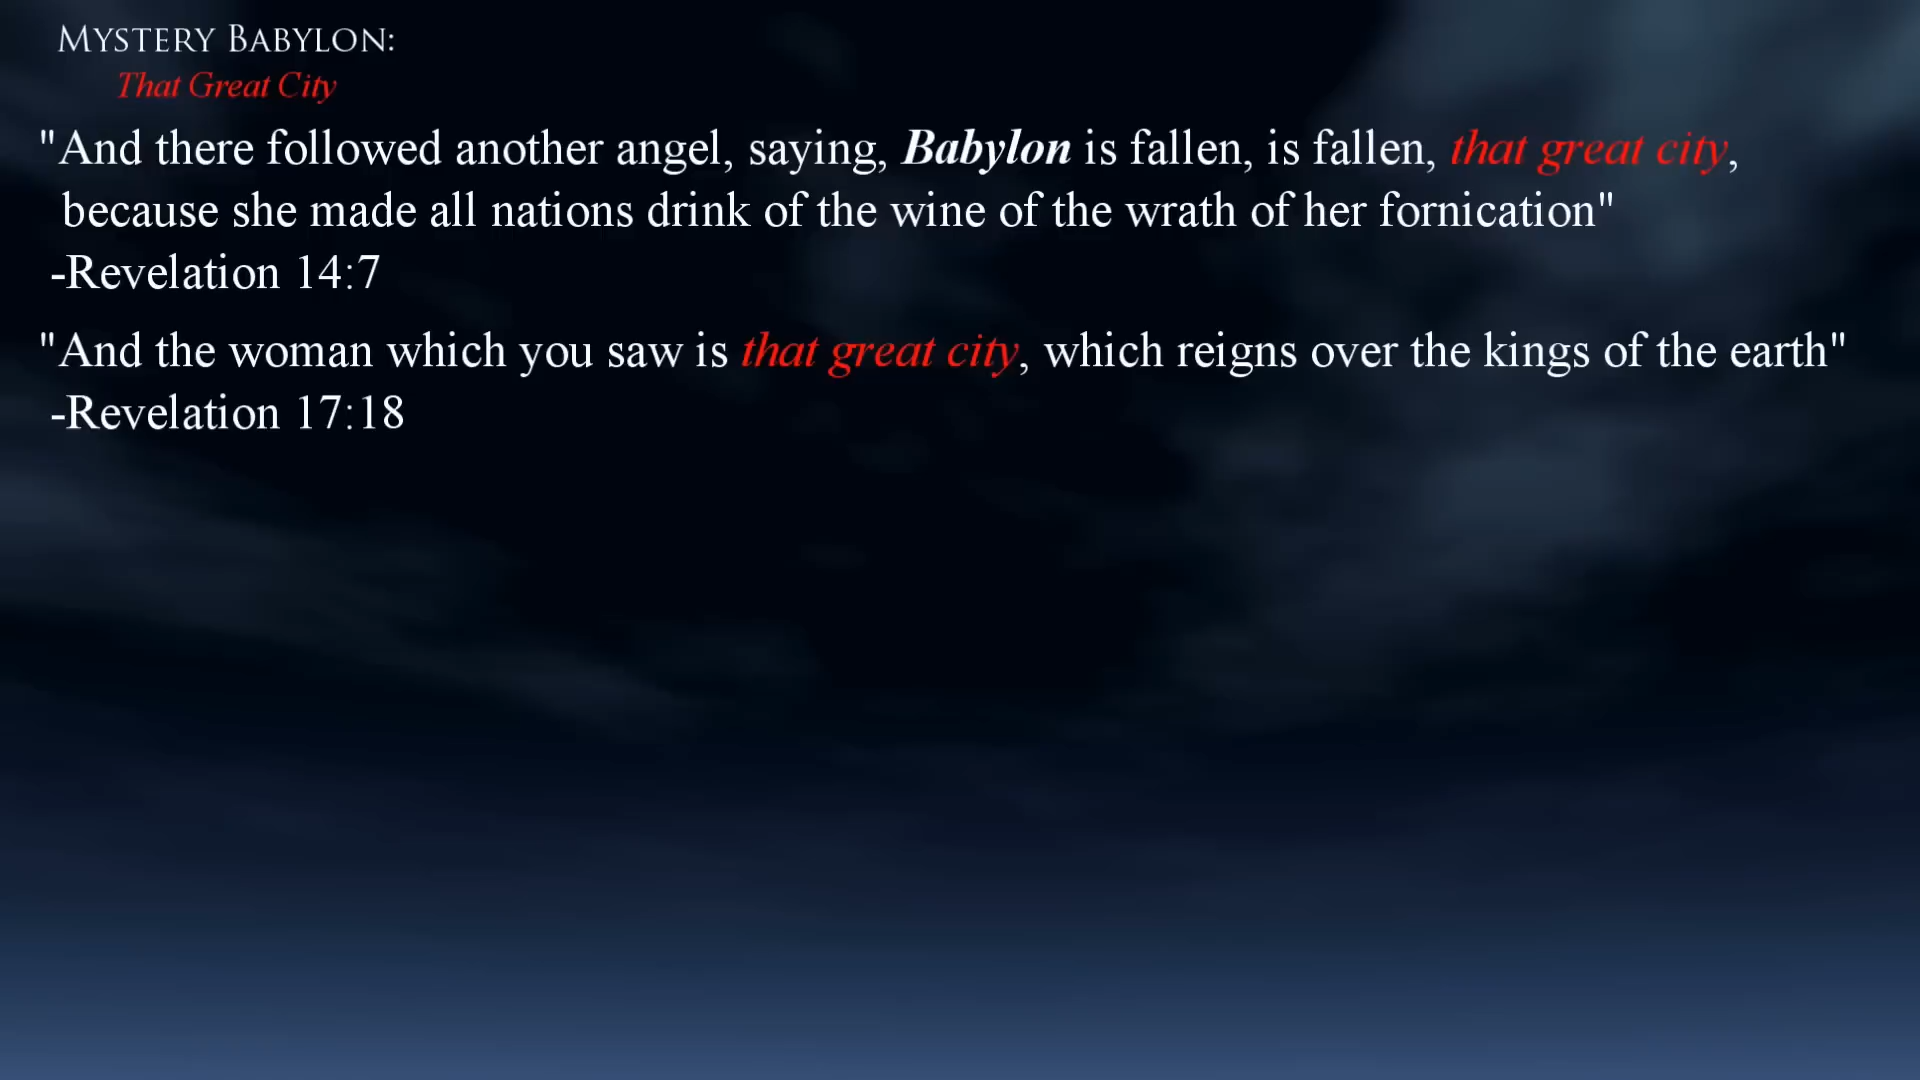 Mystery Babylon:
That Great City
"And there followed another angel, saying, Babylon is fallen, is fallen, that great city,
because she made all nations drink of the wine of the wrath of her fornication"
-Revelation 14:7
"And the woman which you saw is that great city, which reigns over the kings of the earth"
-Revelation 17:18